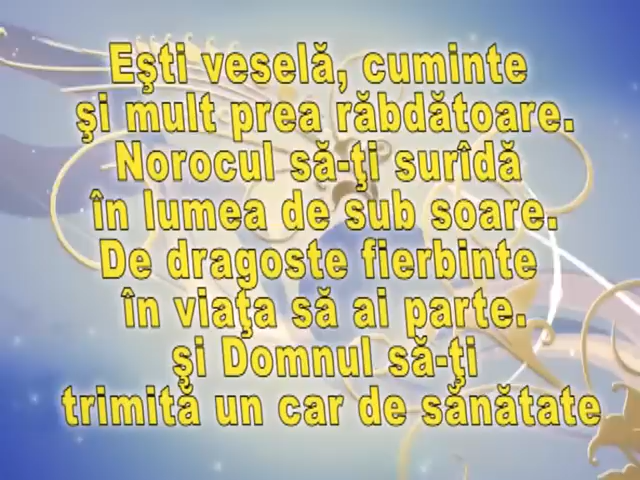 Eşti veselă, cuminte
şi mult prea răbdătoare.
Norocul să-ţi surîdă
în lumea de sub soare.
De dragoste fierbinte
în viaţa să ai parte.
şi Domnul să-ţi
trimită un car de sănătate